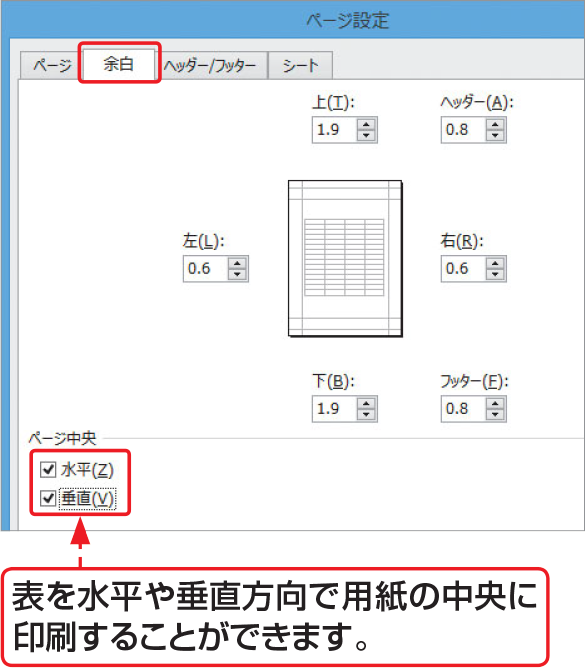 ページ設定
ページ 余白 ヘッダー/フッター シート
上(T): ヘッダー(A):
1.9 0.8
左(L): 右(R):
0.6 0.6
下(B): フッター(F):
1.9 0.8
ページ中央
水平(Z)
垂直(V)
表を水平や垂直方向で用紙の中央に
印刷することができます。